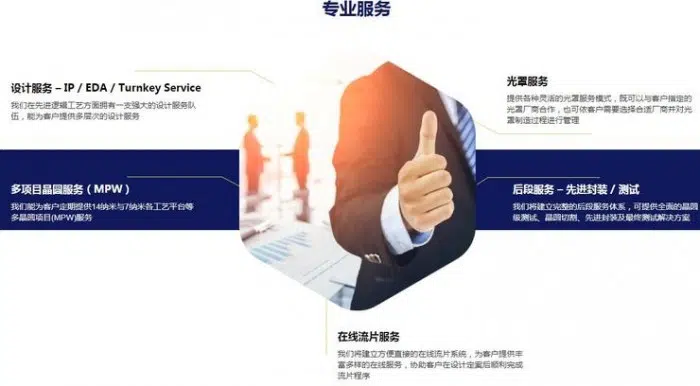 专业服务
设计服务 – IP / EDA / Turnkey Service
我们在先进逻辑工艺方面拥有一支强大的设计服务队
伍，能为客户提供多层次的设计服务
光罩服务
提供各种灵活的光罩服务模式，既可以与客户指定的
光罩厂商合作，也可依客户需要选择合适厂商并对光
罩制造过程进行管理
多项目晶圆服务（MPW）
我们能为客户定期提供14纳米与7纳米各工艺平台等
多晶圆项目(MPW)服务
后段服务 – 先进封装 / 测试
我们将建立完整的后段服务体系，可提供全面的晶圆
级测试、晶圆切割、先进封装及最终测试解决方案
在线流片服务
我们将建立方便直接的在线流片系统，为客户提供丰
富多样的在线服务，协助客户在设计定案后顺利完成
流片程序